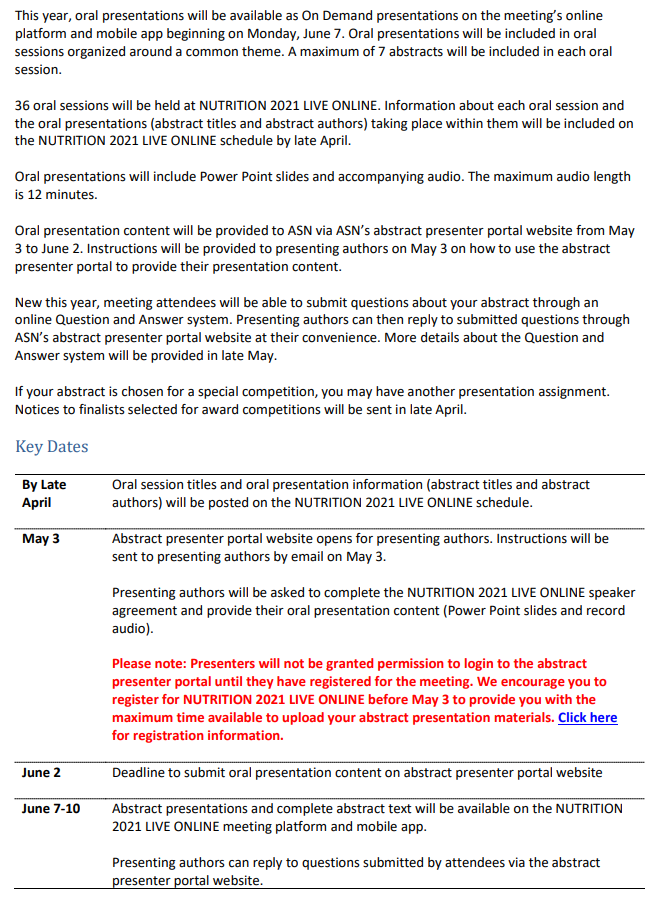 This year, oral presentations will be available as On Demand presentations on the meeting's online
platform and mobile app beginning on Monday, June 7. Oral presentations will be included in oral
sessions organized around a common theme. A maximum of 7 abstracts will be included in each oral
session.
36 oral sessions will be held at NUTRITION 2021 LIVE ONLINE. Information about each oral session and
the oral presentations (abstract titles and abstract authors) taking place within them will be included on
the NUTRITION 2021 LIVE ONLINE schedule by late April.
Oral presentations will include Power Point slides and accompanying audio. The maximum audio length
is 12 minutes.
Oral presentation content will be provided to ASN via ASN's abstract presenter portal website from May
3 to June 2. Instructions will be provided to presenting authors on May 3 on how to use the abstract
presenter portal to provide their presentation content.
New this year, meeting attendees will be able to submit questions about your abstract through an
online Question and Answer system. Presenting authors can then reply to submitted questions through
ASN's abstract presenter portal website at their convenience. More details about the Question and
Answer system will be provided in late May.
If your abstract is chosen for a special competition, you may have another presentation assignment.
Notices to finalists selected for award competitions will be sent in late April.
Key Dates
By Late April
Oral session titles and oral presentation information (abstract titles and abstract
authors) will be posted on the NUTRITION 2021 LIVE ONLINE schedule.
May 3
Abstract presenter portal website opens for presenting authors. Instructions will be
sent to presenting authors by email on May 3.
Presenting authors will be asked to complete the NUTRITION 2021 LIVE ONLINE speaker
agreement and provide their oral presentation content (Power Point slides and record
audio).
Please note: Presenters will not be granted permission to login to the abstract
presenter portal until they have registered for the meeting. We encourage you to
register for NUTRITION 2021 LIVE ONLINE before May 3 to provide you with the
maximum time available to upload your abstract presentation materials. Click here
for registration information.
June 2
Deadline to submit oral presentation content on abstract presenter portal website
June 7-10
Abstract presentations and complete abstract text will be available on the NUTRITION
2021 LIVE ONLINE meeting platform and mobile app.
Presenting authors can reply to questions submitted by attendees via the abstract
presenter portal website.